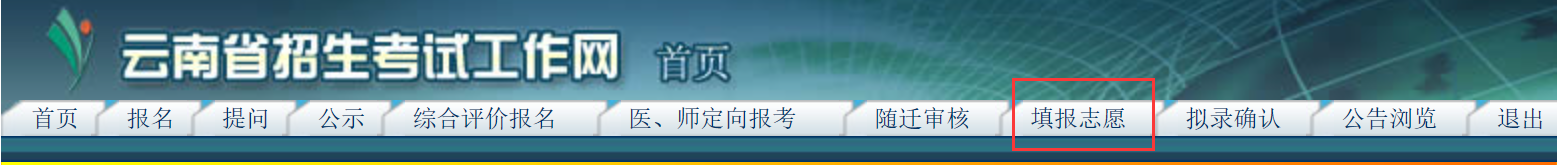 云南省招生考试工作网 首页
首页 报名 提问 公示 综合评价报名 医、师定向报考 随迁审核 填报志愿 拟录确认 公告浏览 退出